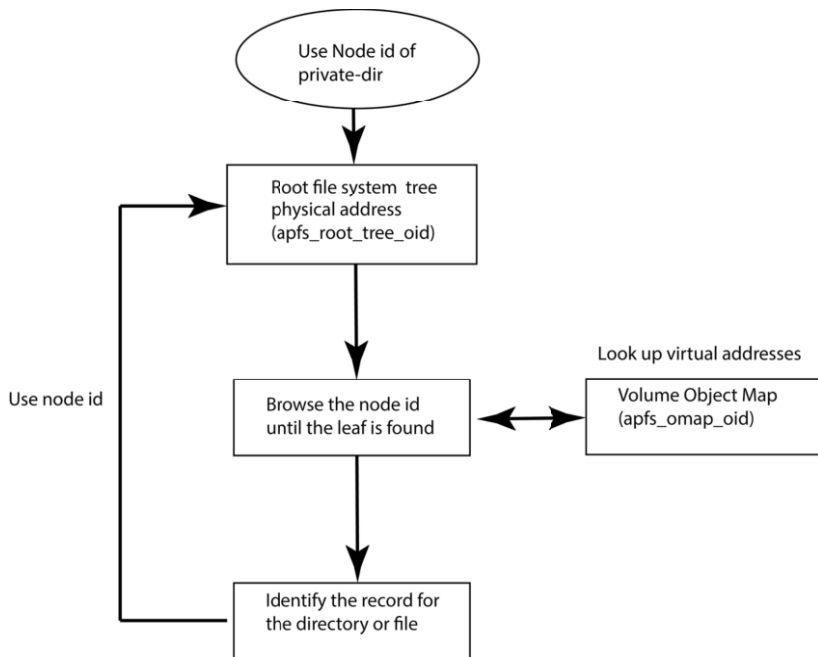 Use Node id of
private-dir
Root file system tree
physical address
(apfs_root_tree_oid)
Look up virtual addresses
Use node id
Browse the node id
until the leaf is found
Volume Object Map
(apfs_omap_oid)
Identify the record for
the directory or file